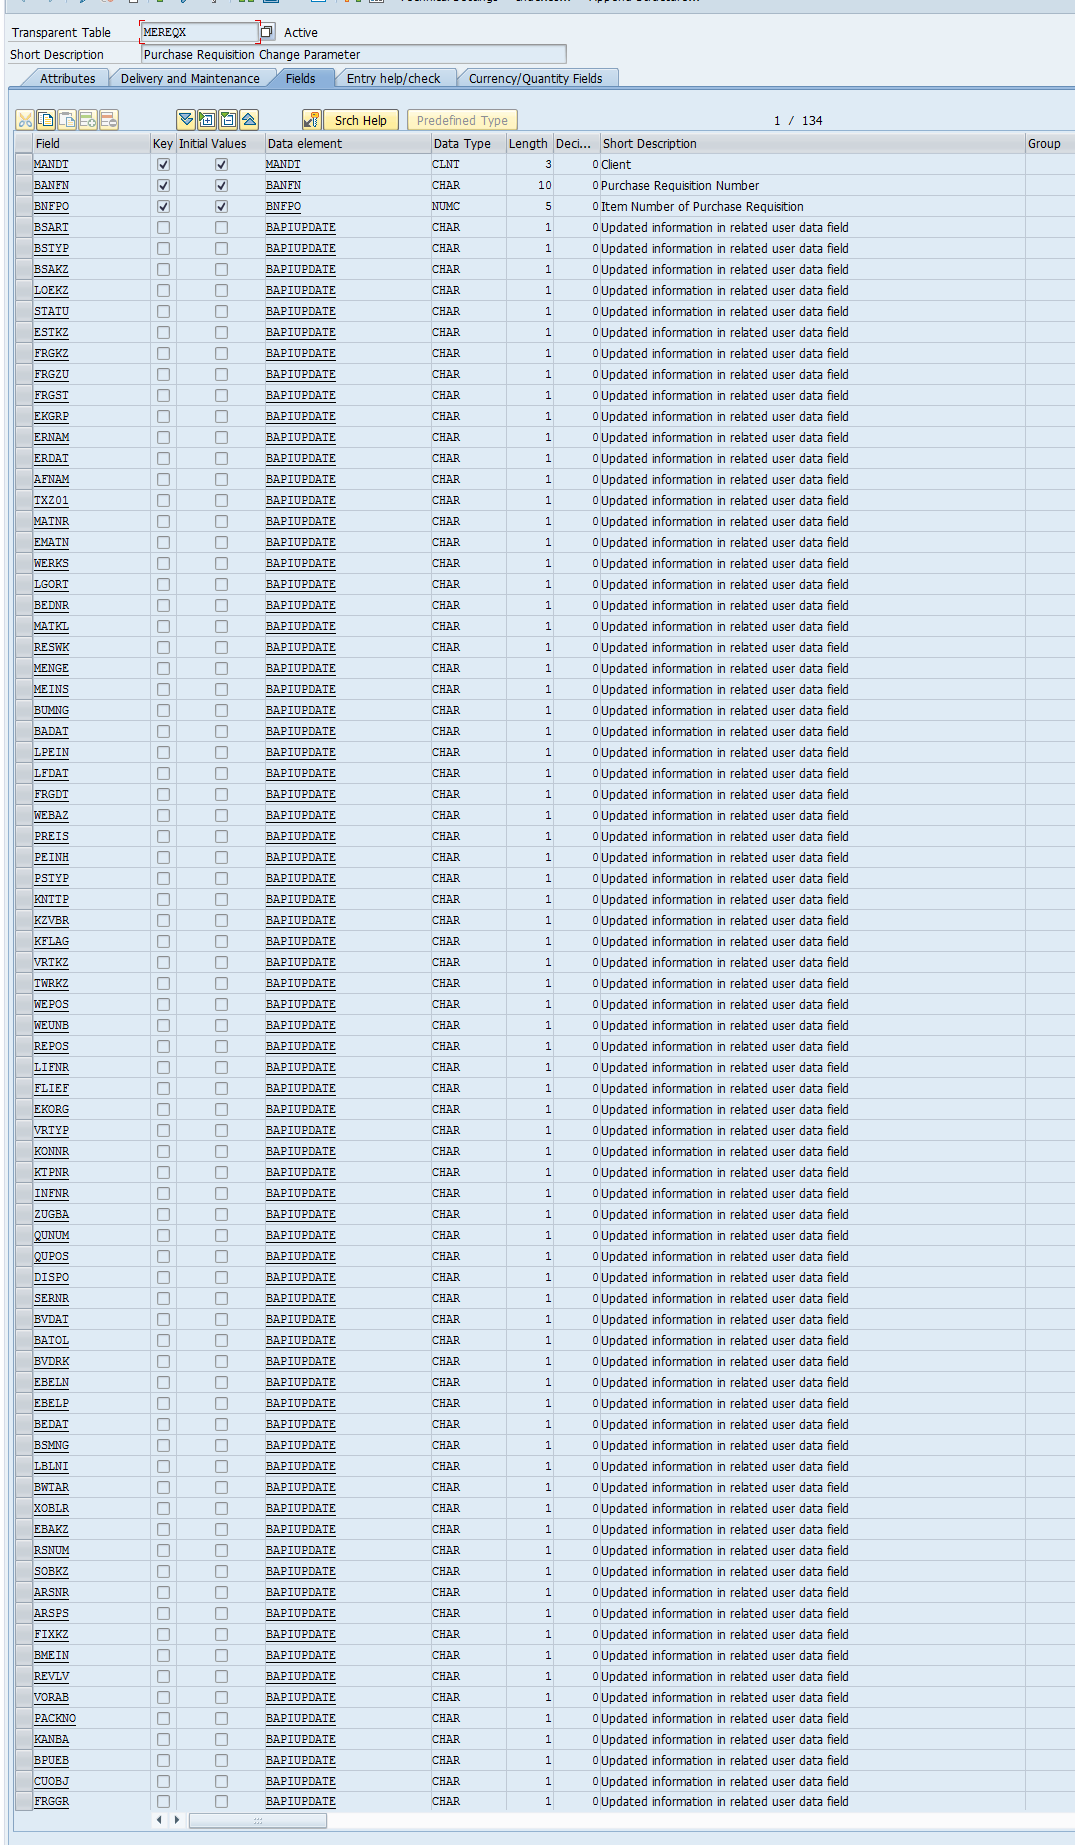 Transparent Table MEREQX Active
Short Description Purchase Requisition Change Parameter
Attributes Delivery and Maintenance Fields Entry help/check Currency/Quantity Fields
Srch Help Predefined Type 1 / 134
Field Key Initial Values Data element Data Type Length Deci... Short Description Group
MANDT MANDT CLNT 3 0 Client
BANFN BANFN CHAR 10 0 Purchase Requisition Number
BNFPO BNFPO NUMC 5 0 Item Number of Purchase Requisition
BSART BAPIUPDATE CHAR 1 0 Updated information in related user data field
BSTYP BAPIUPDATE CHAR 1 0 Updated information in related user data field
BSAKZ BAPIUPDATE CHAR 1 0 Updated information in related user data field
LOEKZ BAPIUPDATE CHAR 1 0 Updated information in related user data field
STATU BAPIUPDATE CHAR 1 0 Updated information in related user data field
ESTKZ BAPIUPDATE CHAR 1 0 Updated information in related user data field
FRGKZ BAPIUPDATE CHAR 1 0 Updated information in related user data field
FRGZU BAPIUPDATE CHAR 1 0 Updated information in related user data field
FRGST BAPIUPDATE CHAR 1 0 Updated information in related user data field
EKGRP BAPIUPDATE CHAR 1 0 Updated information in related user data field
ERNAM BAPIUPDATE CHAR 1 0 Updated information in related user data field
ERDAT BAPIUPDATE CHAR 1 0 Updated information in related user data field
AFNAM BAPIUPDATE CHAR 1 0 Updated information in related user data field
TXZ01 BAPIUPDATE CHAR 1 0 Updated information in related user data field
MATNR BAPIUPDATE CHAR 1 0 Updated information in related user data field
EMATN BAPIUPDATE CHAR 1 0 Updated information in related user data field
WERKS BAPIUPDATE CHAR 1 0 Updated information in related user data field
LGORT BAPIUPDATE CHAR 1 0 Updated information in related user data field
BEDNR BAPIUPDATE CHAR 1 0 Updated information in related user data field
MATKL BAPIUPDATE CHAR 1 0 Updated information in related user data field
RESWK BAPIUPDATE CHAR 1 0 Updated information in related user data field
MENGE BAPIUPDATE CHAR 1 0 Updated information in related user data field
MEINS BAPIUPDATE CHAR 1 0 Updated information in related user data field
BUMNG BAPIUPDATE CHAR 1 0 Updated information in related user data field
BADAT BAPIUPDATE CHAR 1 0 Updated information in related user data field
LPEIN BAPIUPDATE CHAR 1 0 Updated information in related user data field
LFDAT BAPIUPDATE CHAR 1 0 Updated information in related user data field
FRGDT BAPIUPDATE CHAR 1 0 Updated information in related user data field
WEBAZ BAPIUPDATE CHAR 1 0 Updated information in related user data field
PREIS BAPIUPDATE CHAR 1 0 Updated information in related user data field
PEINH BAPIUPDATE CHAR 1 0 Updated information in related user data field
PSTYP BAPIUPDATE CHAR 1 0 Updated information in related user data field
KNTTP BAPIUPDATE CHAR 1 0 Updated information in related user data field
KZVBR BAPIUPDATE CHAR 1 0 Updated information in related user data field
KFLAG BAPIUPDATE CHAR 1 0 Updated information in related user data field
VRTKZ BAPIUPDATE CHAR 1 0 Updated information in related user data field
TWRKZ BAPIUPDATE CHAR 1 0 Updated information in related user data field
WEPOS BAPIUPDATE CHAR 1 0 Updated information in related user data field
WEUNB BAPIUPDATE CHAR 1 0 Updated information in related user data field
REPOS BAPIUPDATE CHAR 1 0 Updated information in related user data field
LIFNR BAPIUPDATE CHAR 1 0 Updated information in related user data field
FLIEF BAPIUPDATE CHAR 1 0 Updated information in related user data field
EKORG BAPIUPDATE CHAR 1 0 Updated information in related user data field
VRTYP BAPIUPDATE CHAR 1 0 Updated information in related user data field
KONNR BAPIUPDATE CHAR 1 0 Updated information in related user data field
KTPNR BAPIUPDATE CHAR 1 0 Updated information in related user data field
INFNR BAPIUPDATE CHAR 1 0 Updated information in related user data field
ZUGBA BAPIUPDATE CHAR 1 0 Updated information in related user data field
QUNUM BAPIUPDATE CHAR 1 0 Updated information in related user data field
QUPOS BAPIUPDATE CHAR 1 0 Updated information in related user data field
DISPO BAPIUPDATE CHAR 1 0 Updated information in related user data field
SERNR BAPIUPDATE CHAR 1 0 Updated information in related user data field
BVDAT BAPIUPDATE CHAR 1 0 Updated information in related user data field
BATOL BAPIUPDATE CHAR 1 0 Updated information in related user data field
BVDRK BAPIUPDATE CHAR 1 0 Updated information in related user data field
EBELN BAPIUPDATE CHAR 1 0 Updated information in related user data field
EBELP BAPIUPDATE CHAR 1 0 Updated information in related user data field
BEDAT BAPIUPDATE CHAR 1 0 Updated information in related user data field
BSMNG BAPIUPDATE CHAR 1 0 Updated information in related user data field
LBLNI BAPIUPDATE CHAR 1 0 Updated information in related user data field
BWTAR BAPIUPDATE CHAR 1 0 Updated information in related user data field
XOBLR BAPIUPDATE CHAR 1 0 Updated information in related user data field
EBAKZ BAPIUPDATE CHAR 1 0 Updated information in related user data field
RSNUM BAPIUPDATE CHAR 1 0 Updated information in related user data field
SOBKZ BAPIUPDATE CHAR 1 0 Updated information in related user data field
ARSNR BAPIUPDATE CHAR 1 0 Updated information in related user data field
ARSPS BAPIUPDATE CHAR 1 0 Updated information in related user data field
FIXKZ BAPIUPDATE CHAR 1 0 Updated information in related user data field
BMEIN BAPIUPDATE CHAR 1 0 Updated information in related user data field
REVLV BAPIUPDATE CHAR 1 0 Updated information in related user data field
VORAB BAPIUPDATE CHAR 1 0 Updated information in related user data field
PACKNO BAPIUPDATE CHAR 1 0 Updated information in related user data field
KANBA BAPIUPDATE CHAR 1 0 Updated information in related user data field
BPUEB BAPIUPDATE CHAR 1 0 Updated information in related user data field
CUOBJ BAPIUPDATE CHAR 1 0 Updated information in related user data field
FRGGR BAPIUPDATE CHAR 1 0 Updated information in related user data field